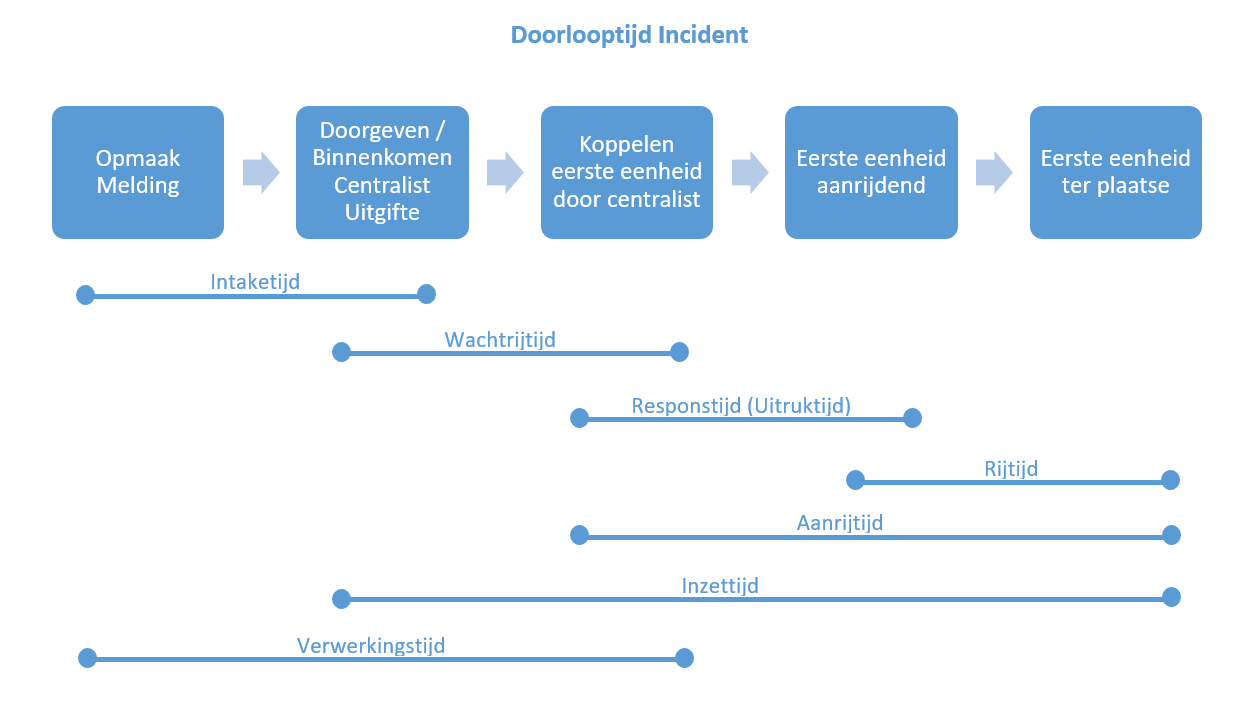 Doorlooptijd Incident
Opmaak
Melding
Doorgeven /
Binnenkomen
Centralist
Uitgifte
Koppelen
eerste eenheid
door centralist
Eerste eenheid
aanrijdend
Eerste eenheid
ter plaatse
Intaketijd
Wachtrijtijd
Responstijd (Uitruktijd)
Rijtijd
Aanrijtijd
Inzettijd
Verwerkingstijd